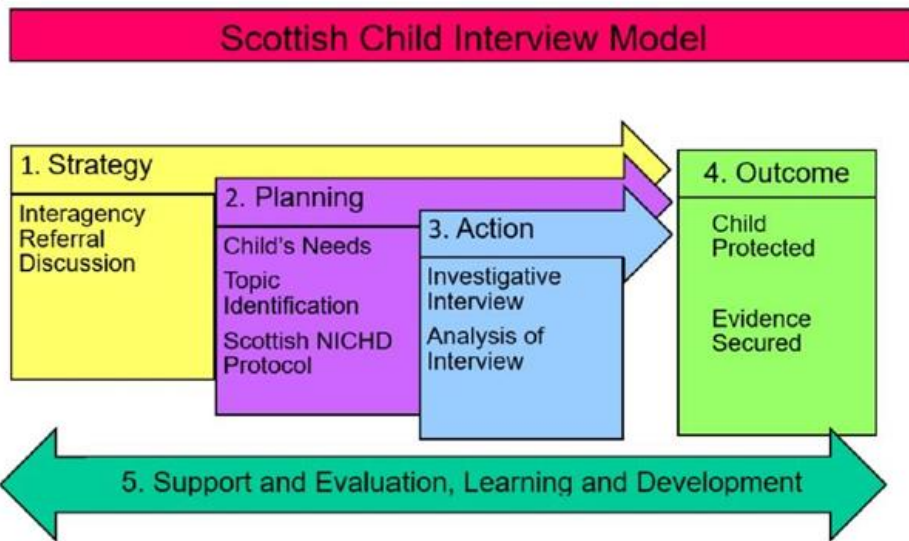 Scottish Child Interview Model
1. Strategy
Interagency
Referral
Discussion
2. Planning
Child's Needs
Topic
Identification
Scottish NICHD
Protocol
3. Action
Investigative
Interview
Analysis of
Interview
4. Outcome
Child
Protected
Evidence
Secured
5. Support and Evaluation, Learning and Development